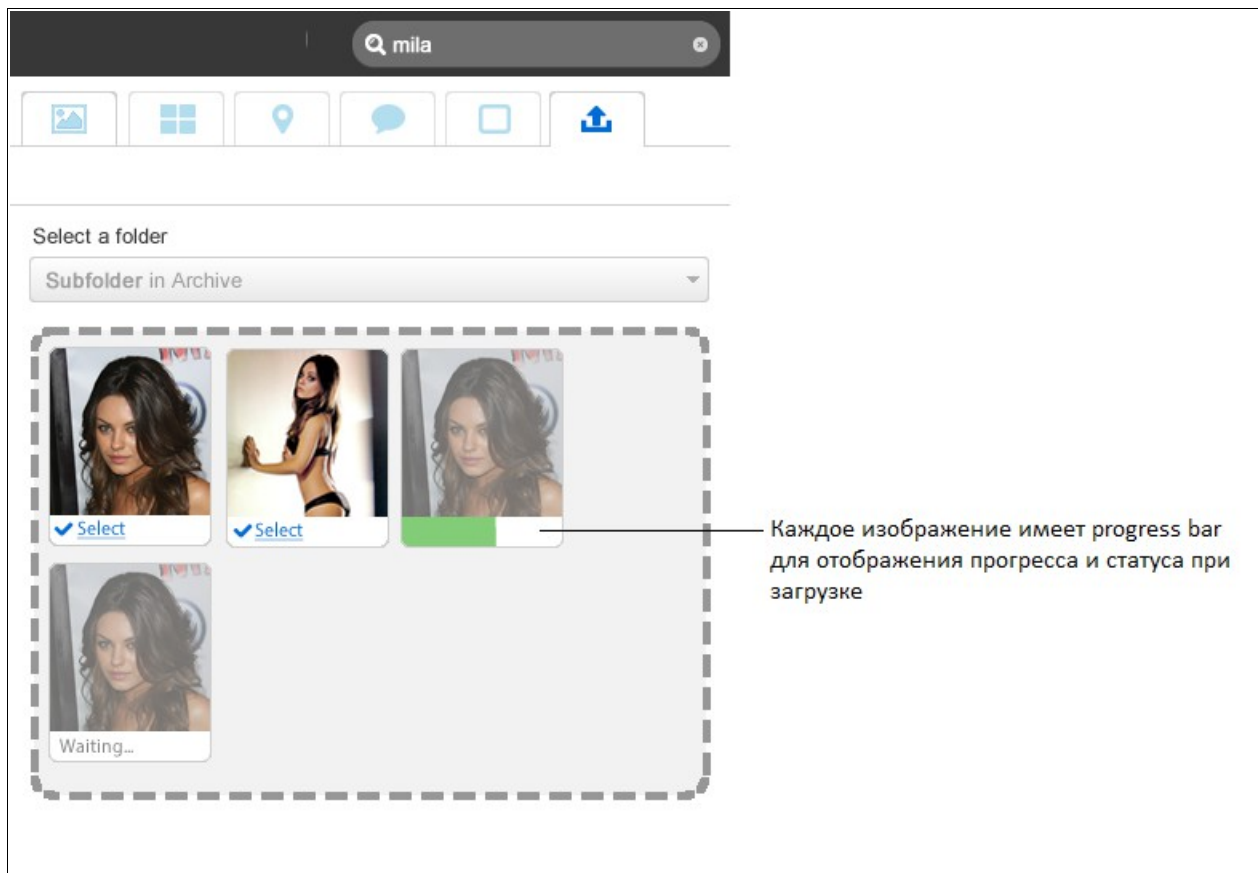 mila
Select a folder
Subfolder in Archive
Select
Select
Каждое изображение имеет progress bar
для отображения прогресса и статуса при
загрузке
Waiting...